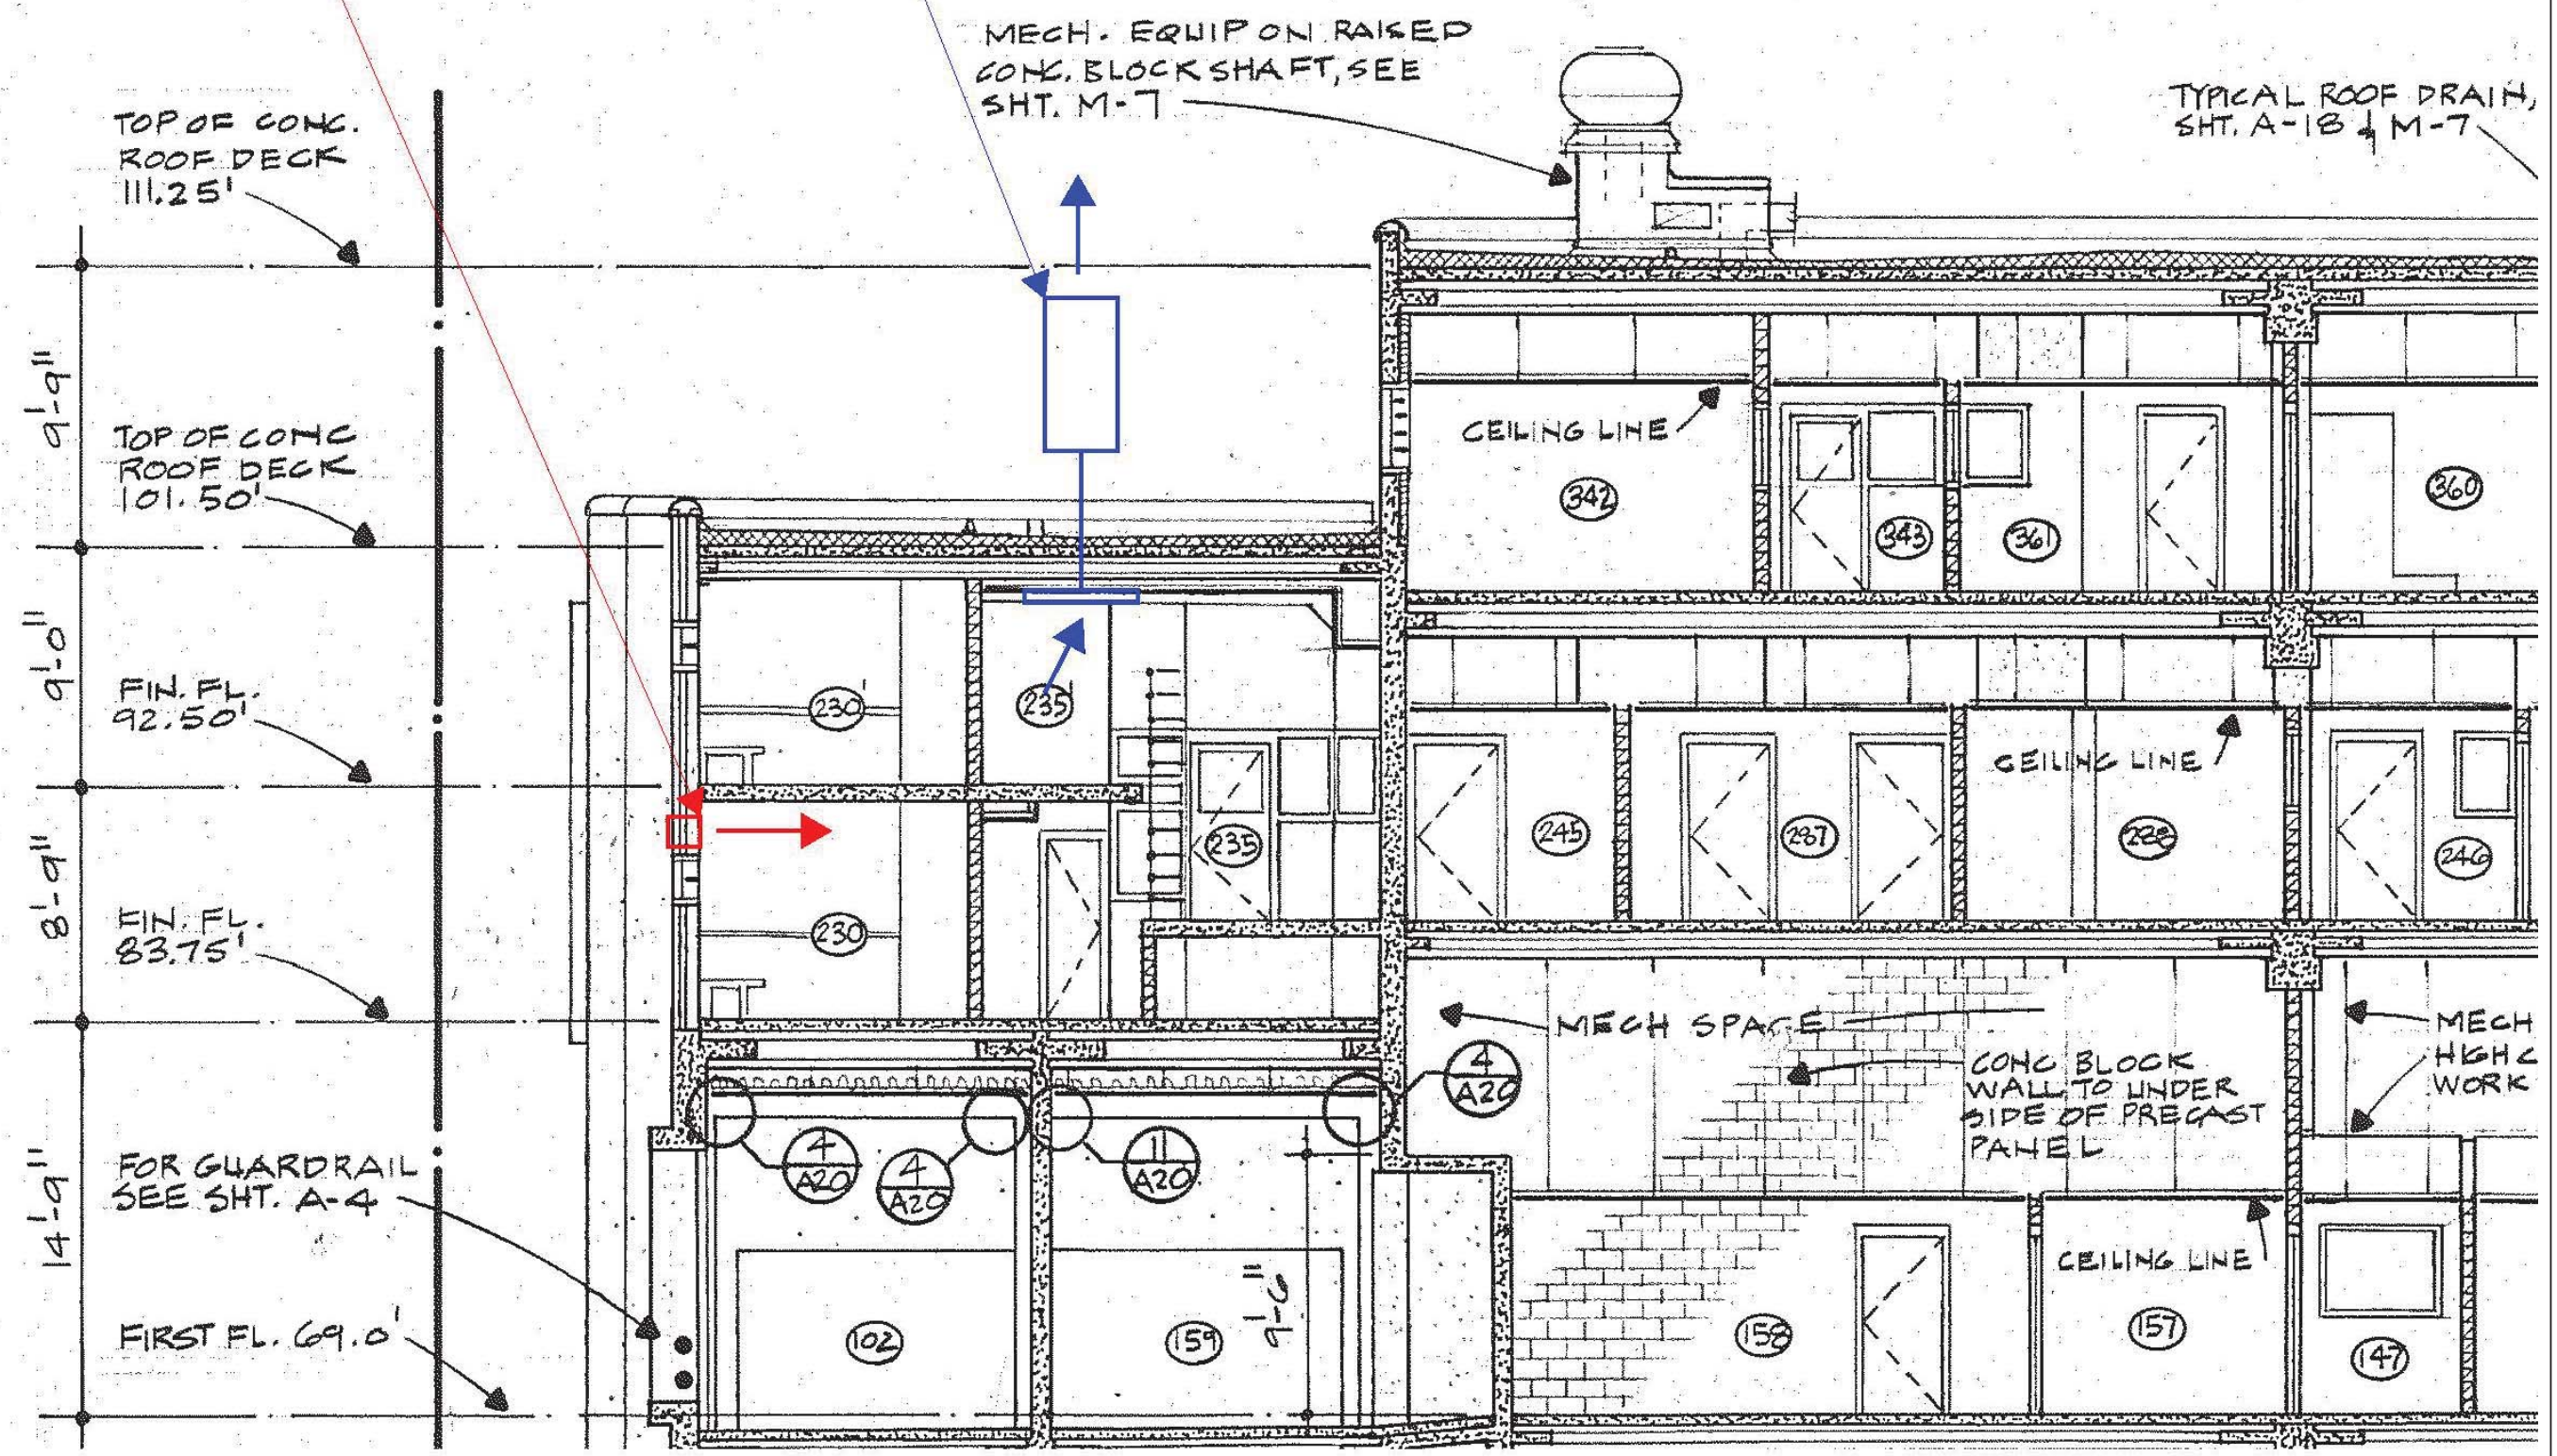 MECH. EQUIP ON RAISED
CONC. BLOCK SHAFT, SEE
SHT. M-7
TYPICAL ROOF DRAIN,
SHT. A-18 & M-7
TOP OF CONC.
ROOF DECK
111.25'
9'-9"
TOP OF CONC
ROOF DECK
101.50'
9'-0"
FIN. FL.
92.50'
8'-9"
FIN. FL.
83.75'
14'-9"
FOR GUARDRAIL
SEE SHT. A-4
FIRST FL. 69.0'
CEILING LINE
342
343
361
360
230'
235'
230
235
CEILING LINE
245
287
288
246
MECH SPACE
CONC BLOCK
WALL TO UNDER
SIDE OF PRECAST
PANEL
MECH
HIGH C
WORK
4
A20
4
A20
4
A20
11
A20
9'-6"
102
159
CEILING LINE
158
157
147